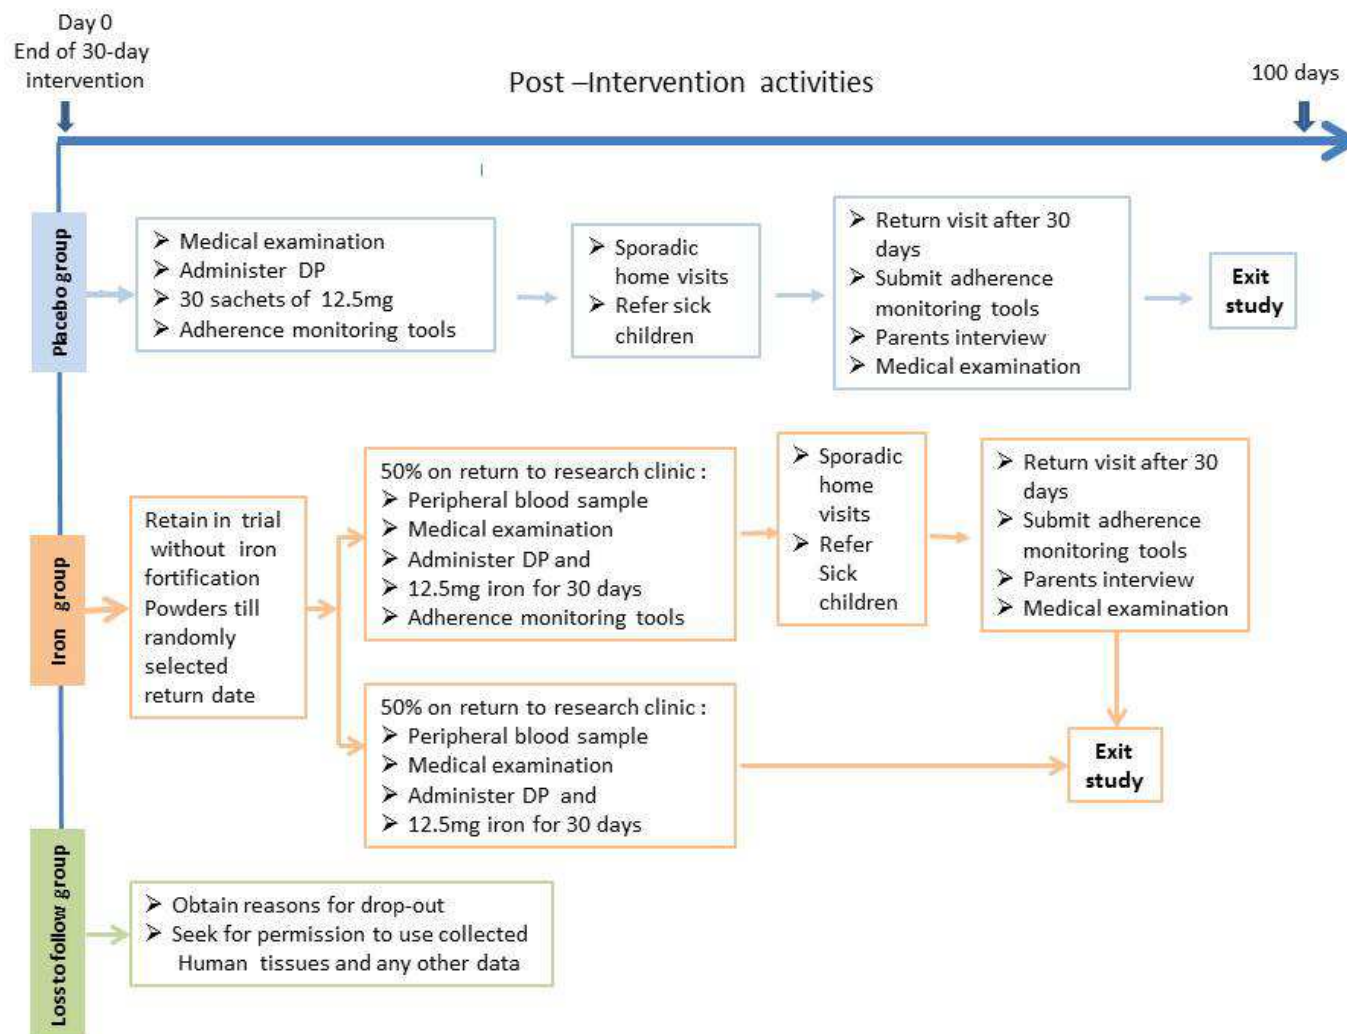 Day 0
End of 30-day
intervention
Post –Intervention activities
100 days
Placebo group
➢ Medical examination
➢ Administer DP
➢ 30 sachets of 12.5mg
➢ Adherence monitoring tools
➢ Sporadic
home visits
➢ Refer sick
children
➢ Return visit after 30
days
➢ Submit adherence
monitoring tools
➢ Parents interview
➢ Medical examination
Exit
study
Iron group
Retain in trial
without iron
fortification
Powders till
randomly
selected
return date
50% on return to research clinic :
➢ Peripheral blood sample
➢ Medical examination
➢ Administer DP and
➢ 12.5mg iron for 30 days
➢ Adherence monitoring tools
➢ Sporadic
home
visits
➢ Refer
Sick
children
➢ Return visit after 30
days
➢ Submit adherence
monitoring tools
➢ Parents interview
➢ Medical examination
50% on return to research clinic :
➢ Peripheral blood sample
➢ Medical examination
➢ Administer DP and
➢ 12.5mg iron for 30 days
Exit
study
Loss to follow group
➢ Obtain reasons for drop-out
➢ Seek for permission to use collected
Human tissues and any other data